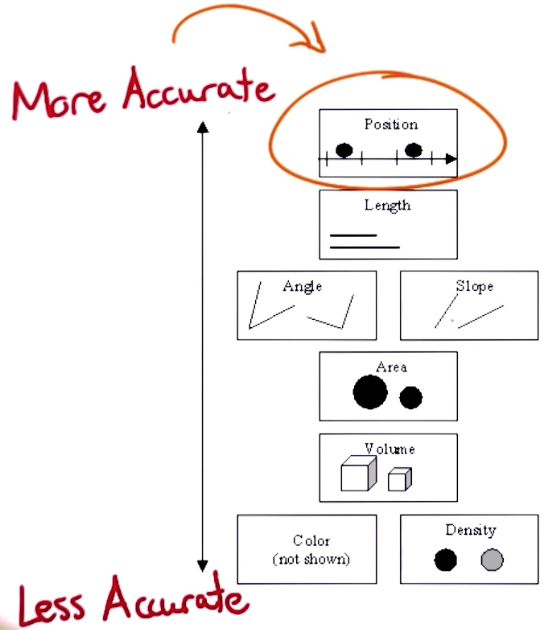 More Accurate
Position
Length
Angle
Slope
Area
Volume
Color
(not shown)
Density
Less Accurate